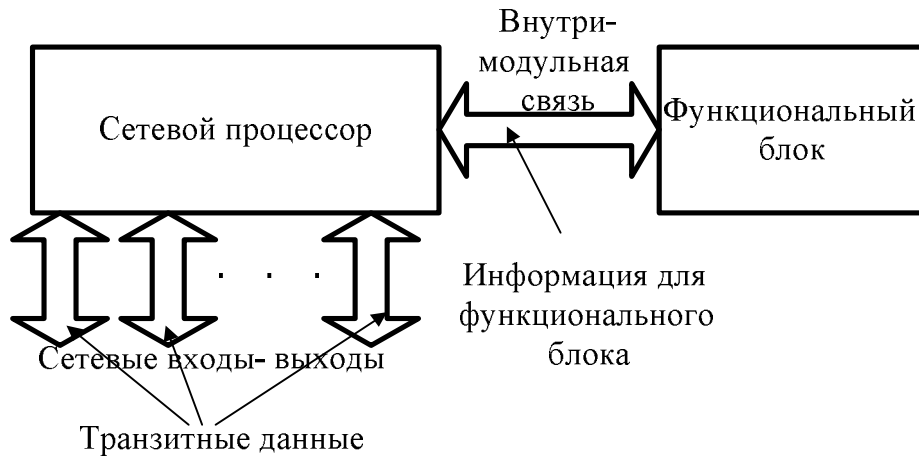 Внутри-
модульная
связь
Сетевой процессор
Функциональный
блок
Информация для
функционального
блока
Сетевые входы- выходы
Транзитные данные